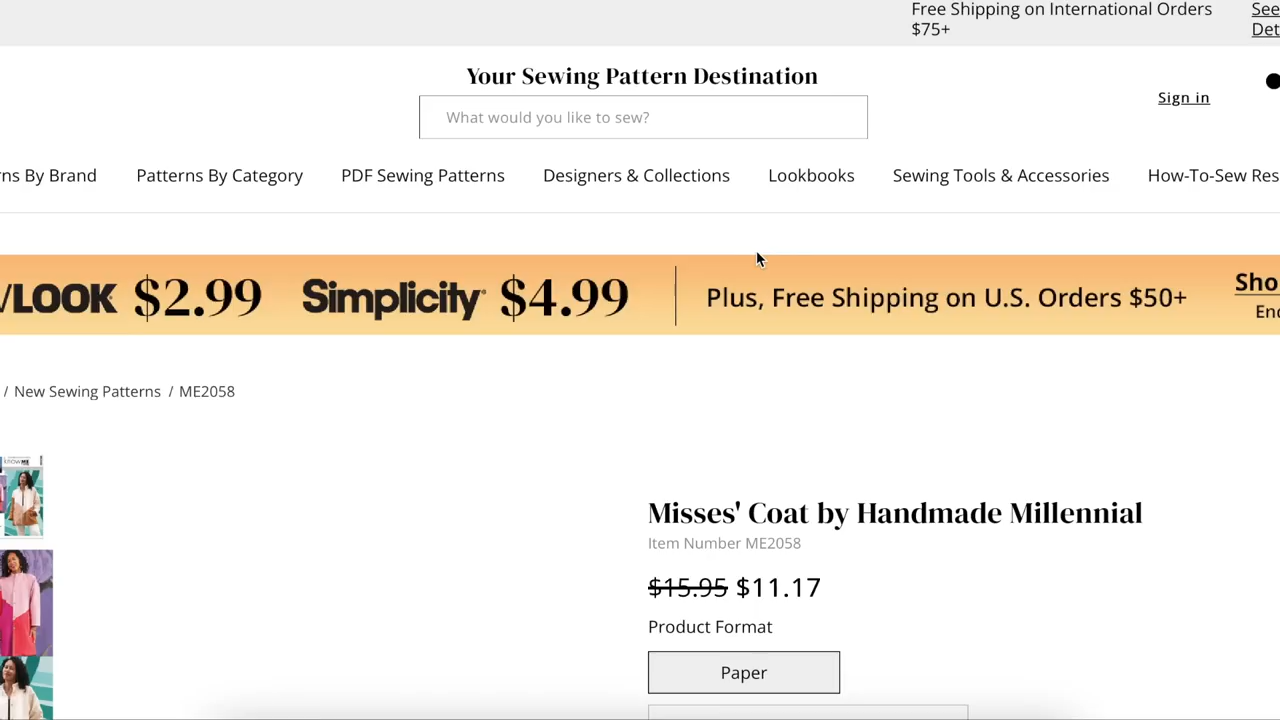 Free Shipping on International Orders
$75+
See
Det
Your Sewing Pattern Destination
What would you like to sew?
Sign in
ns By Brand Patterns By Category PDF Sewing Patterns Designers & Collections Lookbooks Sewing Tools & Accessories How-To-Sew Res
LOOK $2.99 Simplicity $4.99 Plus, Free Shipping on U.S. Orders $50+ Sho
End
/ New Sewing Patterns / ME2058
know ME
Misses' Coat by Handmade Millennial
Item Number ME2058
$15.95 $11.17
Product Format
Paper